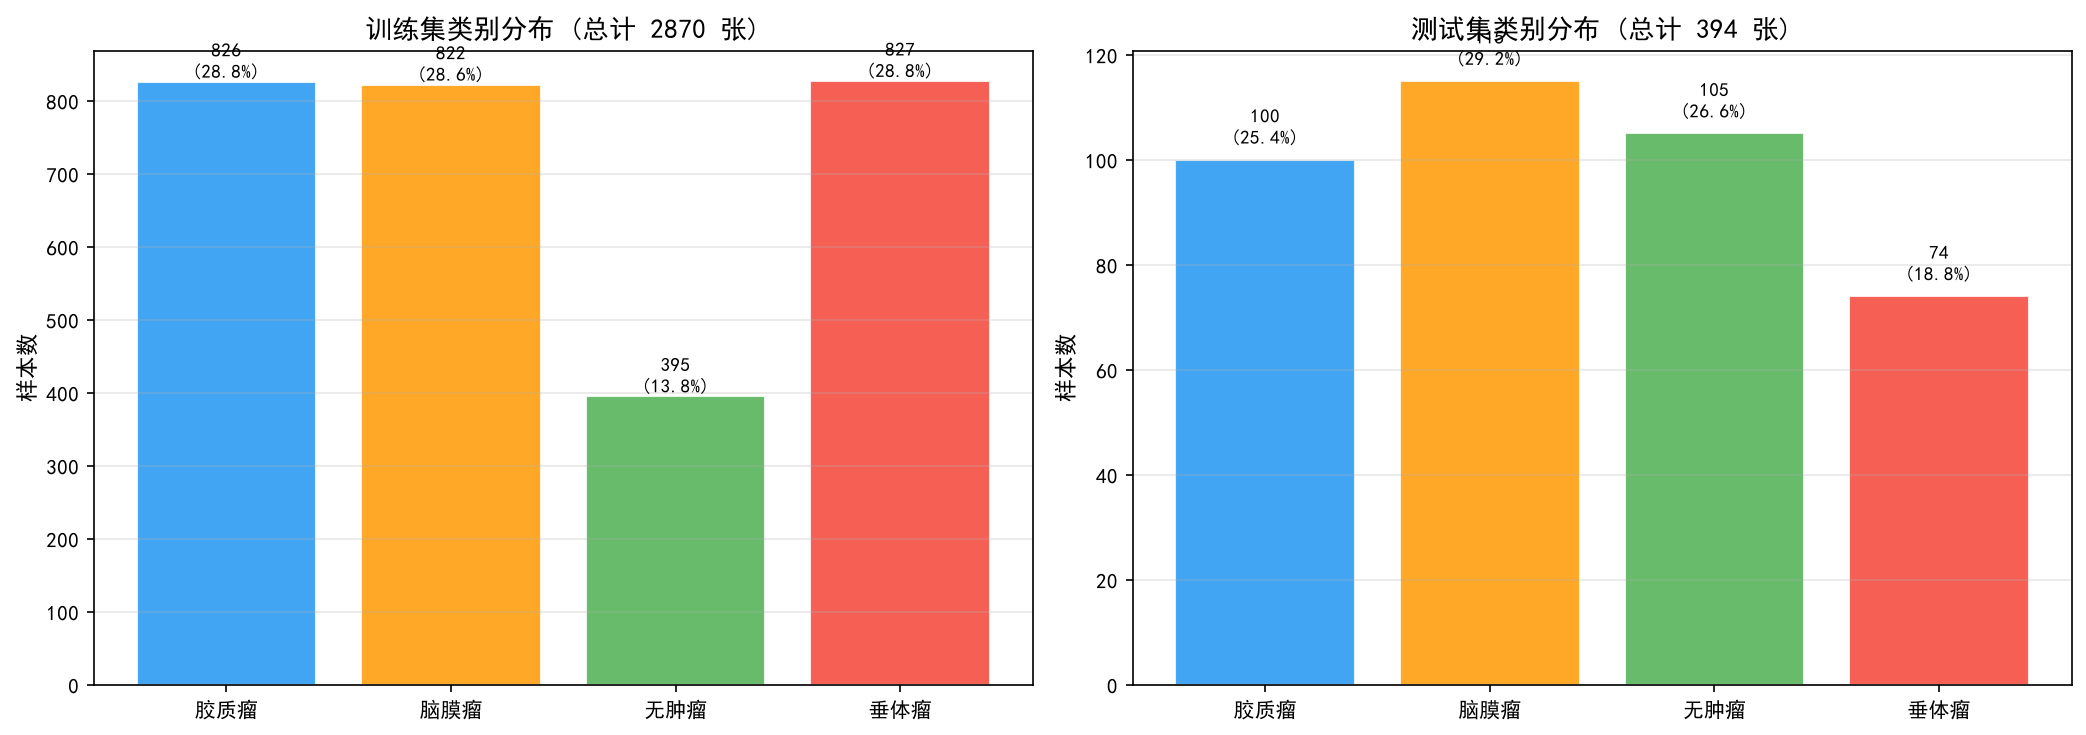 训练集类别分布 (总计 2870 张)
826
(28.8%)
822
(28.6%)
395
(13.8%)
827
(28.8%)
样本数
800
700
600
500
400
300
200
100
0
胶质瘤
脑膜瘤
无肿瘤
垂体瘤
测试集类别分布 (总计 394 张)
100
(25.4%)
115
(29.2%)
105
(26.6%)
74
(18.8%)
样本数
120
100
80
60
40
20
0
胶质瘤
脑膜瘤
无肿瘤
垂体瘤